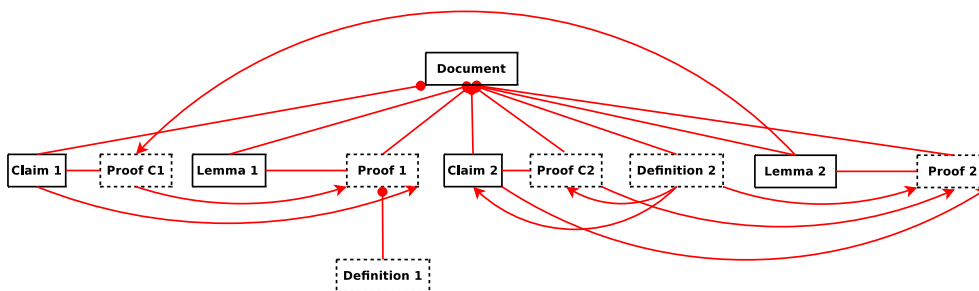 Document
Claim 1
Proof C1
Lemma 1
Proof 1
Claim 2
Proof C2
Definition 2
Lemma 2
Proof 2
Definition 1